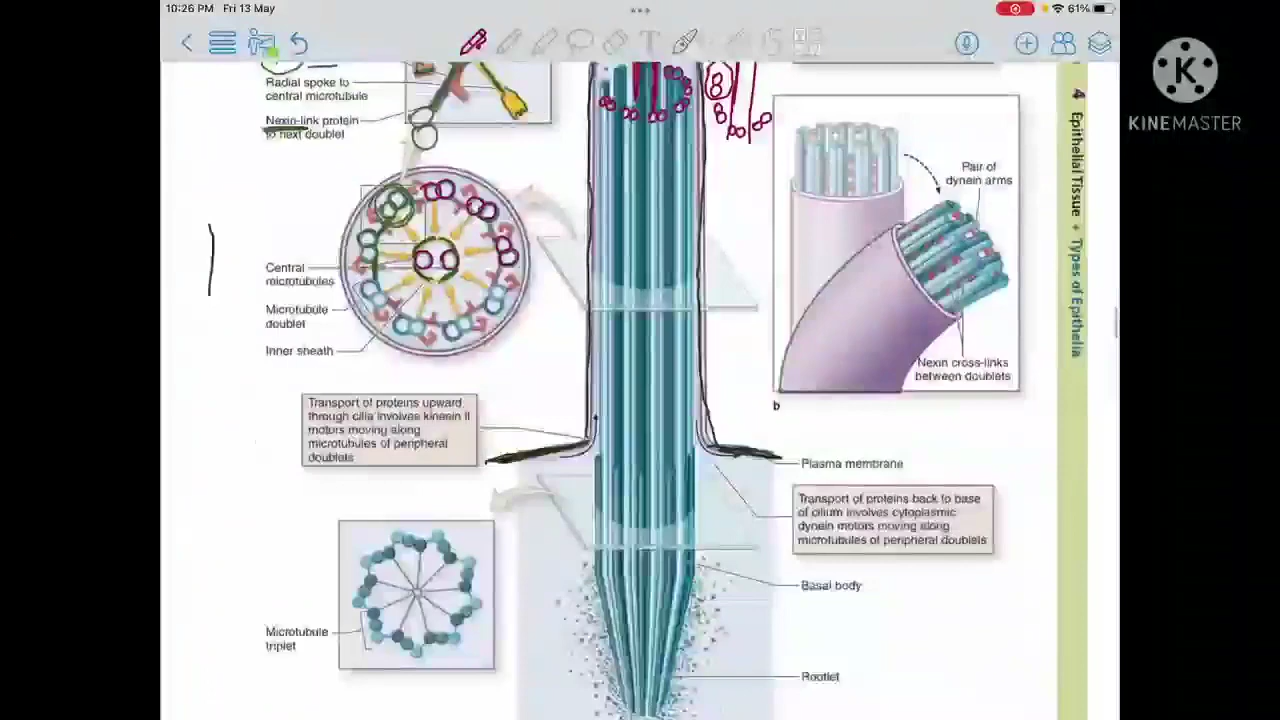 10:26 PM Fri 13 May
61%
K
KINEMASTER
Radial spoke to
central microtubule
Nexin-link protein
to next doublet
Central
microtubules
Microtubule
doublet
Inner sheath
Transport of proteins upward
through cilia involves kinesin II
motors moving along
microtubules of peripheral
doublets
Microtubule
triplet
Pair of
dynein arms
Nexin cross-links
between doublets
b
Plasma membrane
Transport of proteins back to base
of cilium involves cytoplasmic
dynein motors moving along
microtubules of peripheral doublets
Basal body
Rootlet
4 Epithelial Tissue • Types of Epithelia